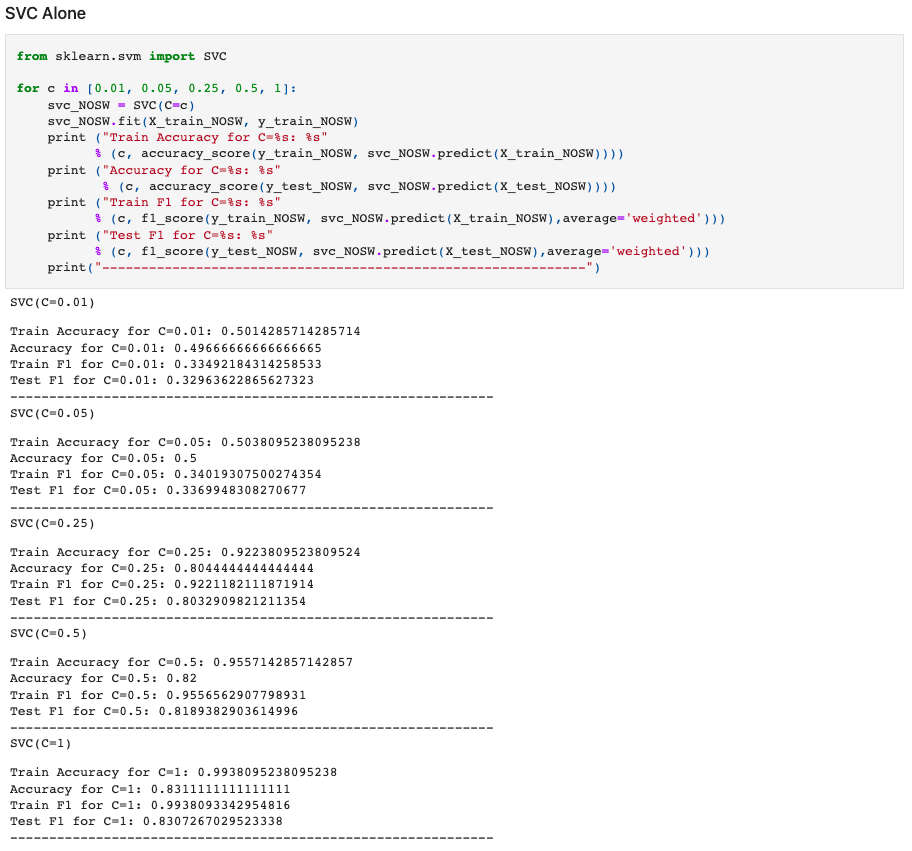 SVC Alone
from sklearn.svm import SVC
for c in [0.01, 0.05, 0.25, 0.5, 1]:
    svc_NOSW = SVC(C=c)
    svc_NOSW.fit(X_train_NOSW, y_train_NOSW)
    print ("Train Accuracy for C=%s: %s"
          % (c, accuracy_score(y_train_NOSW, svc_NOSW.predict(X_train_NOSW))))
    print ("Accuracy for C=%s: %s"
           % (c, accuracy_score(y_test_NOSW, svc_NOSW.predict(X_test_NOSW))))
    print ("Train F1 for C=%s: %s"
          % (c, f1_score(y_train_NOSW, svc_NOSW.predict(X_train_NOSW),average='weighted')))
    print ("Test F1 for C=%s: %s"
          % (c, f1_score(y_test_NOSW, svc_NOSW.predict(X_test_NOSW),average='weighted')))
    print("--------------------------------------------------------------")
SVC(C=0.01)
Train Accuracy for C=0.01: 0.5014285714285714
Accuracy for C=0.01: 0.49666666666666665
Train F1 for C=0.01: 0.33492184314258533
Test F1 for C=0.01: 0.32963622865627323
--------------------------------------------------------------
SVC(C=0.05)
Train Accuracy for C=0.05: 0.5038095238095238
Accuracy for C=0.05: 0.5
Train F1 for C=0.05: 0.34019307500274354
Test F1 for C=0.05: 0.3369948308270677
--------------------------------------------------------------
SVC(C=0.25)
Train Accuracy for C=0.25: 0.9223809523809524
Accuracy for C=0.25: 0.8044444444444444
Train F1 for C=0.25: 0.9221182111871914
Test F1 for C=0.25: 0.8032909821211354
--------------------------------------------------------------
SVC(C=0.5)
Train Accuracy for C=0.5: 0.9557142857142857
Accuracy for C=0.5: 0.82
Train F1 for C=0.5: 0.9556562907798931
Test F1 for C=0.5: 0.8189382903614996
--------------------------------------------------------------
SVC(C=1)
Train Accuracy for C=1: 0.9938095238095238
Accuracy for C=1: 0.8311111111111111
Train F1 for C=1: 0.9938093342954816
Test F1 for C=1: 0.8307267029523338
--------------------------------------------------------------